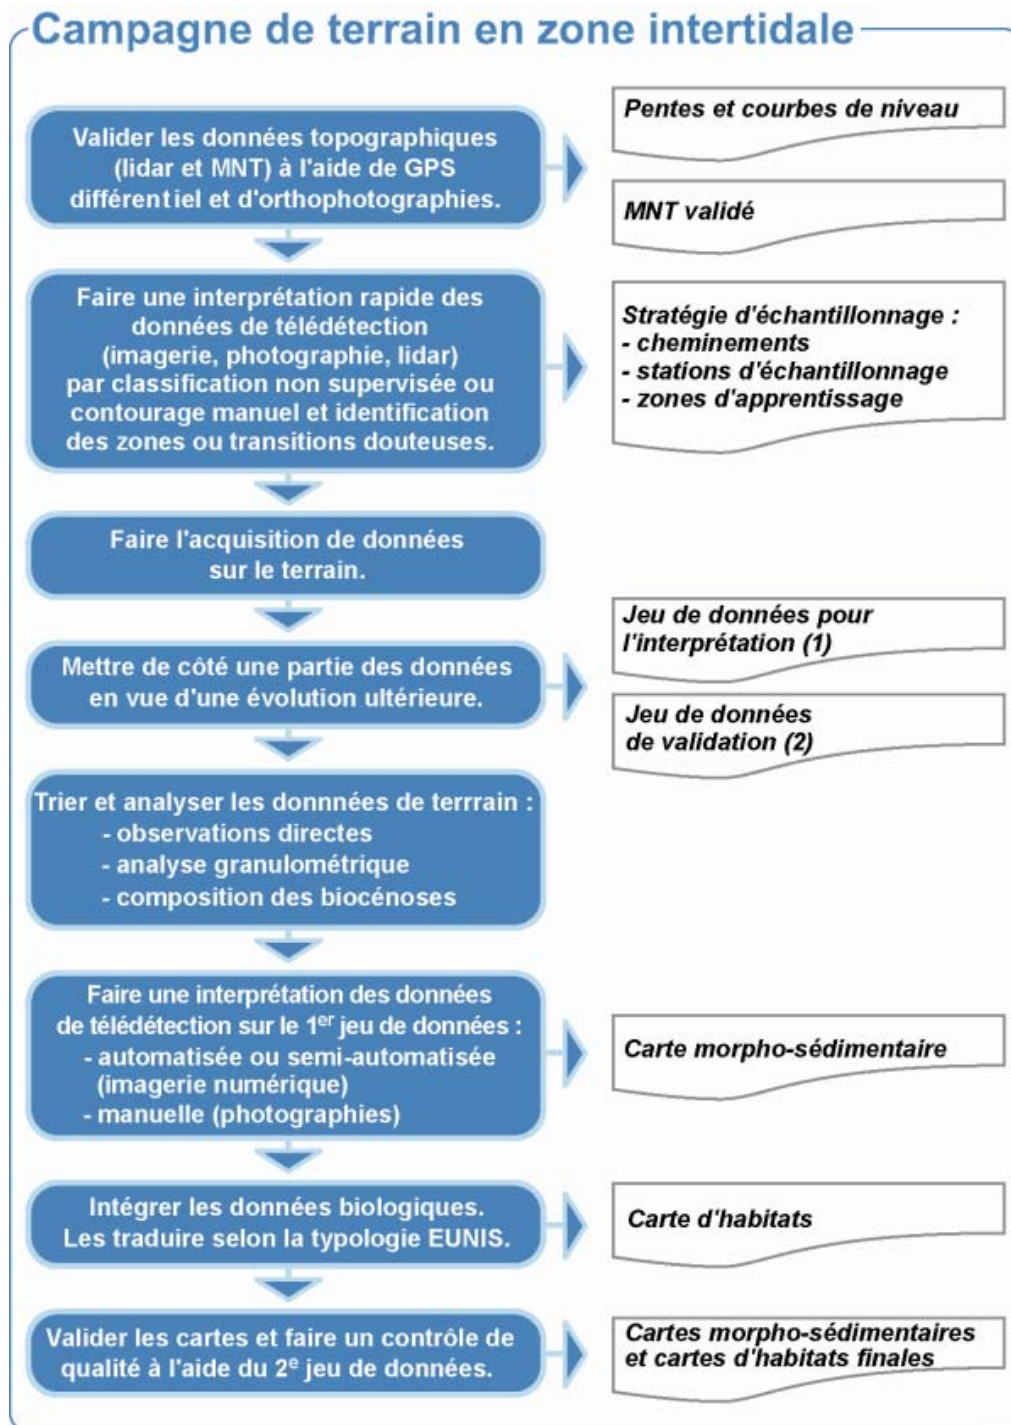 Campagne de terrain en zone intertidale
Valider les données topographiques
(lidar et MNT) à l'aide de GPS
différentiel et d'orthophotographies.
Pentes et courbes de niveau
MNT validé
Faire une interprétation rapide des
données de télédétection
(imagerie, photographie, lidar)
par classification non supervisée ou
contourage manuel et identification
des zones ou transitions douteuses.
Stratégie d'échantillonnage :
- cheminements
- stations d'échantillonnage
- zones d'apprentissage
Faire l'acquisition de données
sur le terrain.
Mettre de côté une partie des données
en vue d'une évolution ultérieure.
Jeu de données pour
l'interprétation (1)
Jeu de données
de validation (2)
Trier et analyser les donnnées de terrrain :
- observations directes
- analyse granulométrique
- composition des biocénoses
Faire une interprétation des données
de télédétection sur le 1er jeu de données :
- automatisée ou semi-automatisée
(imagerie numérique)
- manuelle (photographies)
Carte morpho-sédimentaire
Intégrer les données biologiques.
Les traduire selon la typologie EUNIS.
Carte d'habitats
Valider les cartes et faire un contrôle de
qualité à l'aide du 2e jeu de données.
Cartes morpho-sédimentaires
et cartes d'habitats finales